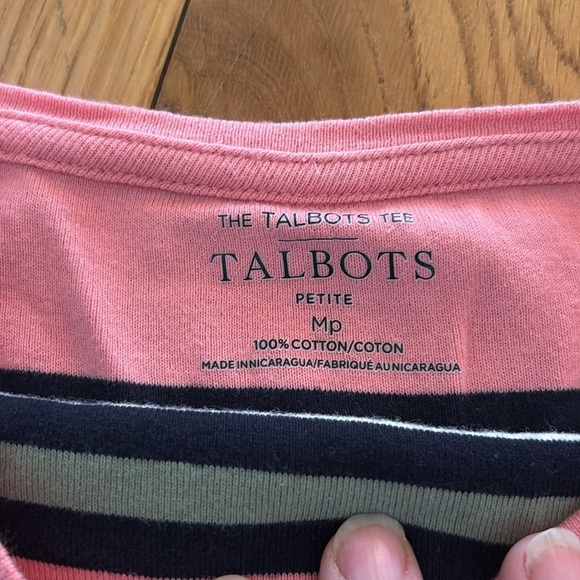 THE TALBOTS TEE
TALBOTS
PETITE
Mp
100% COTTON/COTON
MADE IN NICARAGUA/FABRIQUÉ AU NICARAGUA